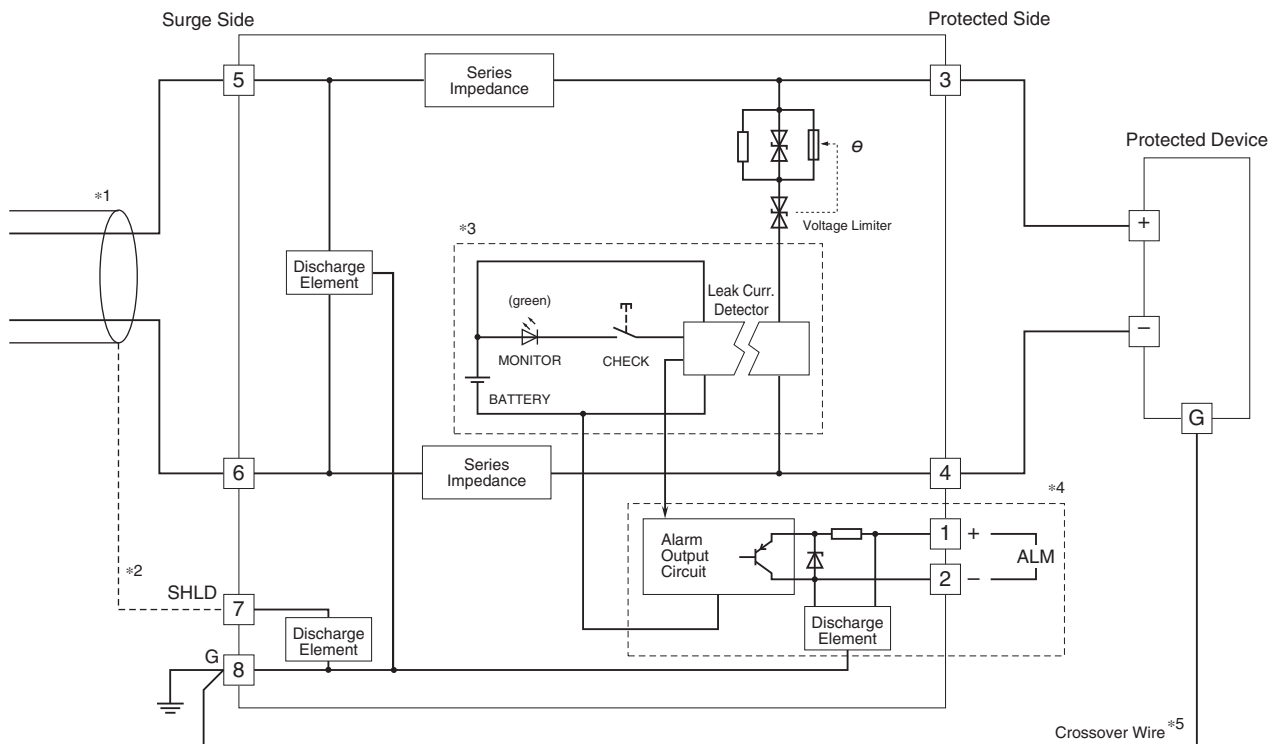 Surge Side
Protected Side
5
Series
Impedance
3
Protected Device
θ
*1
+
Voltage Limiter
*3
Discharge
Element
Leak Curr.
Detector
(green)
−
MONITOR
CHECK
BATTERY
G
6
Series
Impedance
4
*4
Alarm
Output
Circuit
1
+
ALM
2
−
*2
SHLD
7
Discharge
Element
Discharge
Element
G
8
Crossover Wire *5